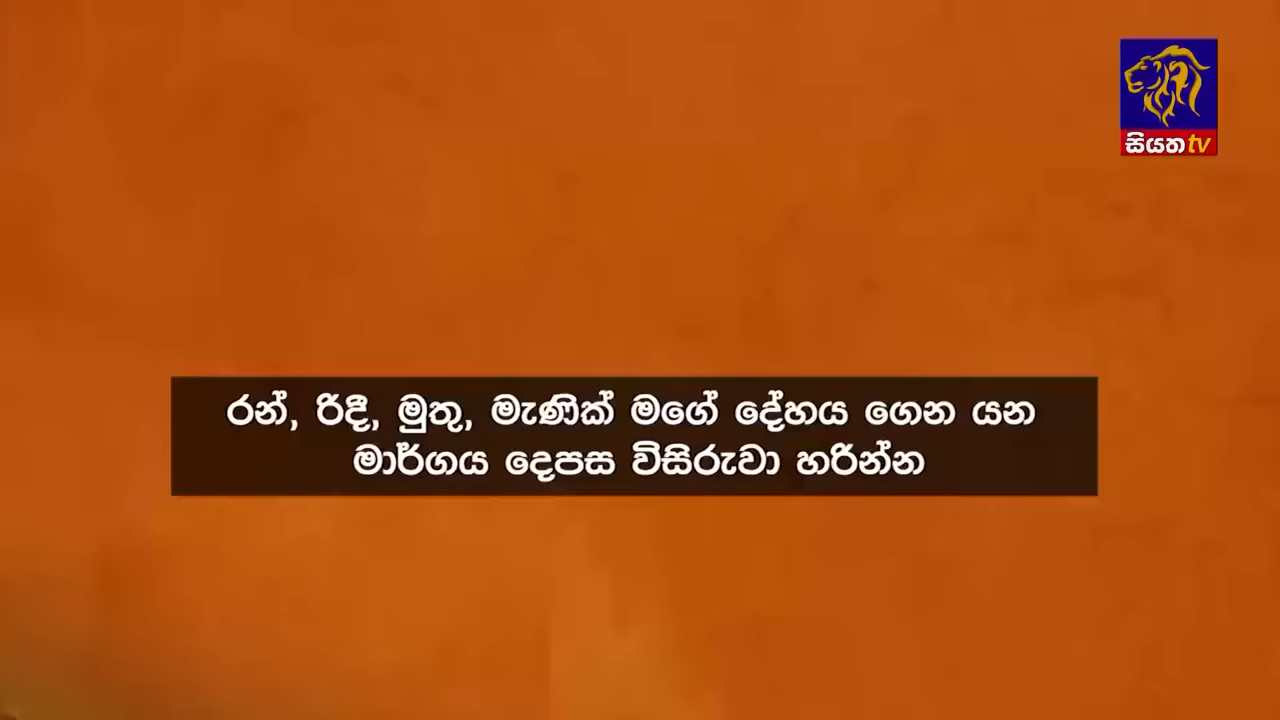 සියත tv
රන්, රිදී, මුතු, මැණික් මගේ දේහය ගෙන යන
මාර්ගය දෙපස විසිරුවා හරින්න